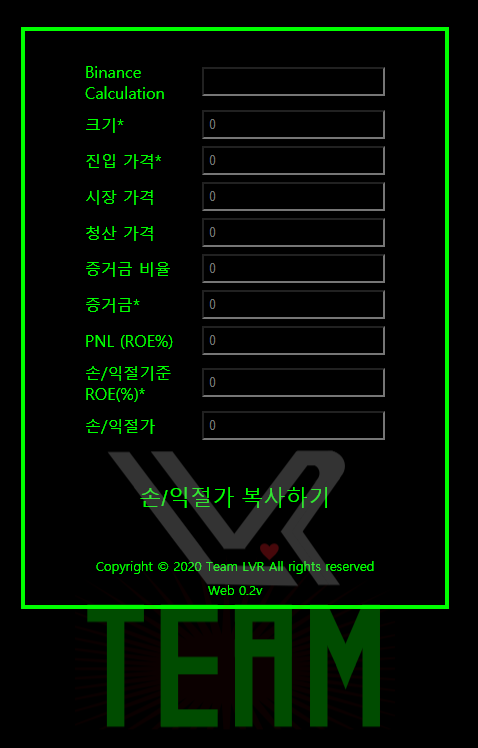 Binance
Calculation
크기* 0
진입 가격* 0
시장 가격 0
청산 가격 0
증거금 비율 0
증거금* 0
PNL (ROE%) 0
손/익절기준
ROE(%)* 0
손/익절가 0
LVR
손/익절가 복사하기
Copyright © 2020 Team LVR All rights reserved
Web 0.2v
TEAM